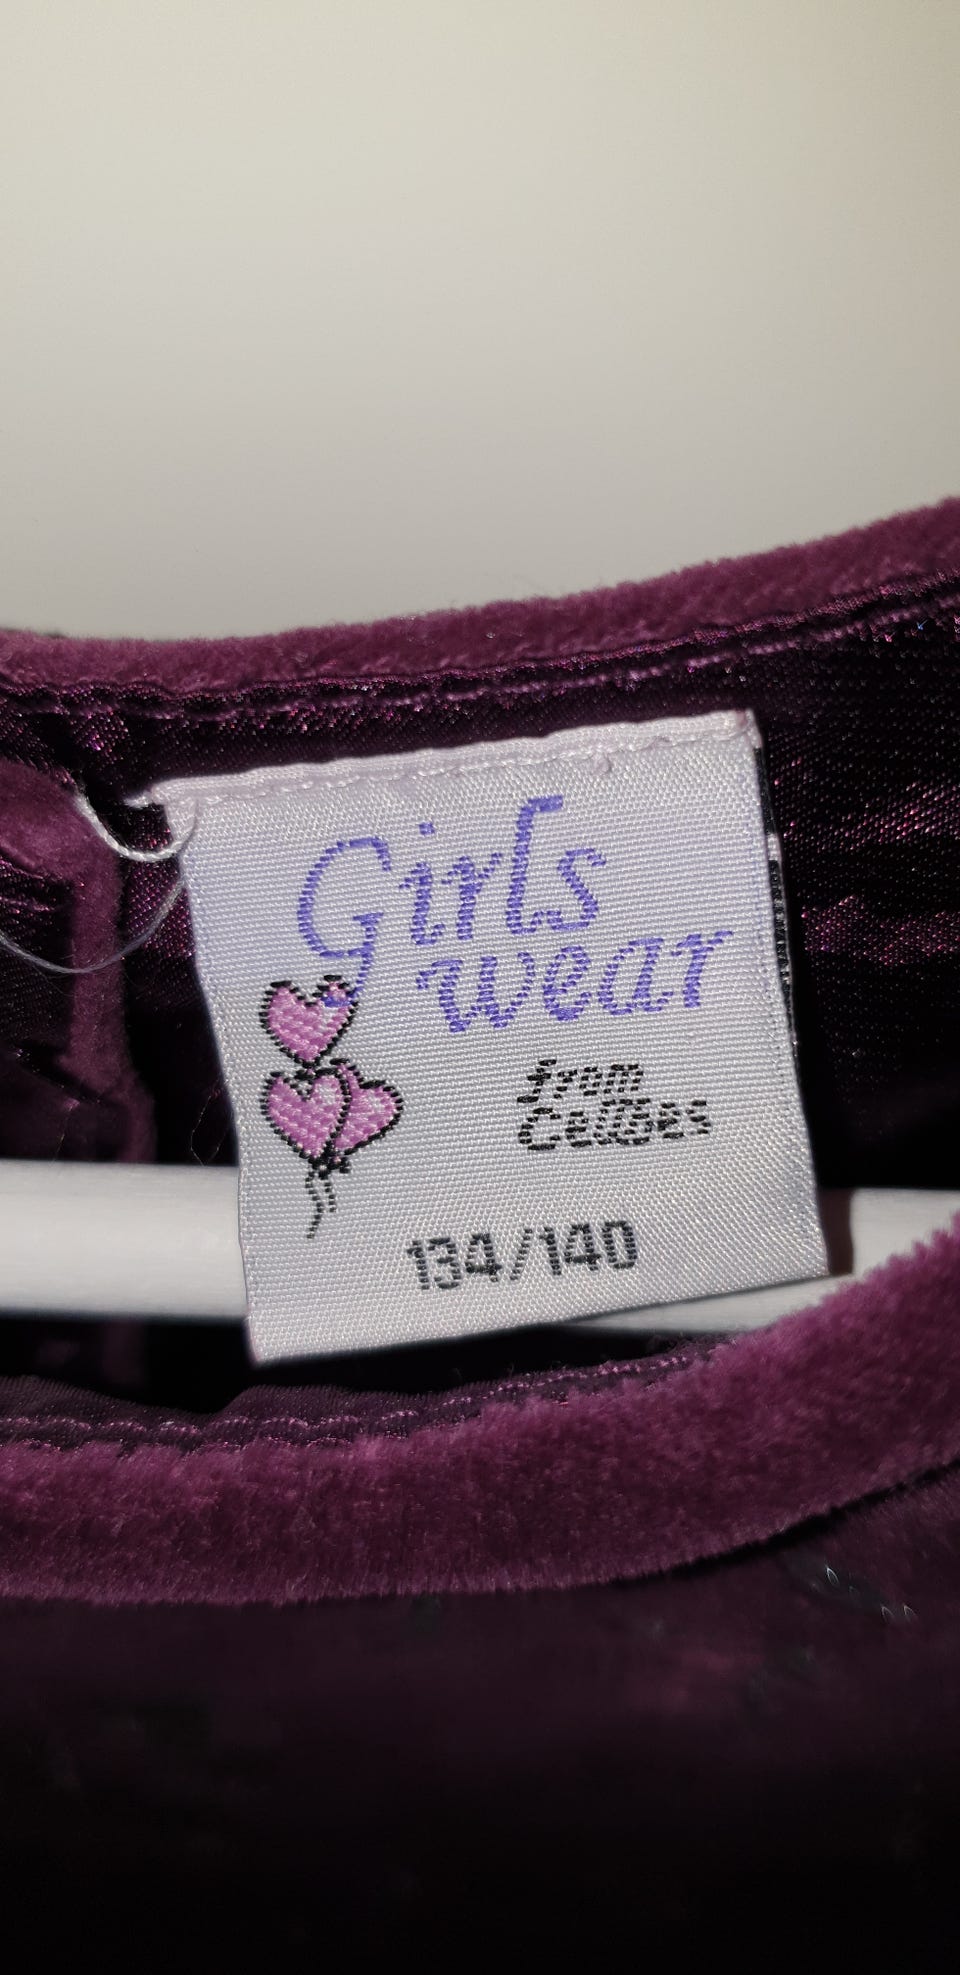 Girls
wear
from
Cellbes
134/140